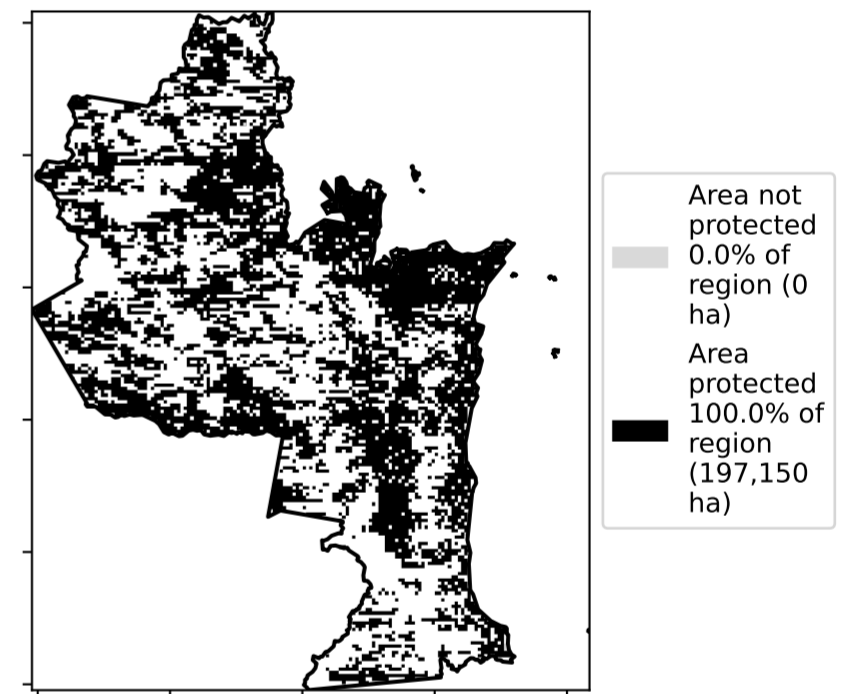 Area not
protected
0.0% of
region (0
ha)
Area
protected
100.0% of
region
(197,150
ha)